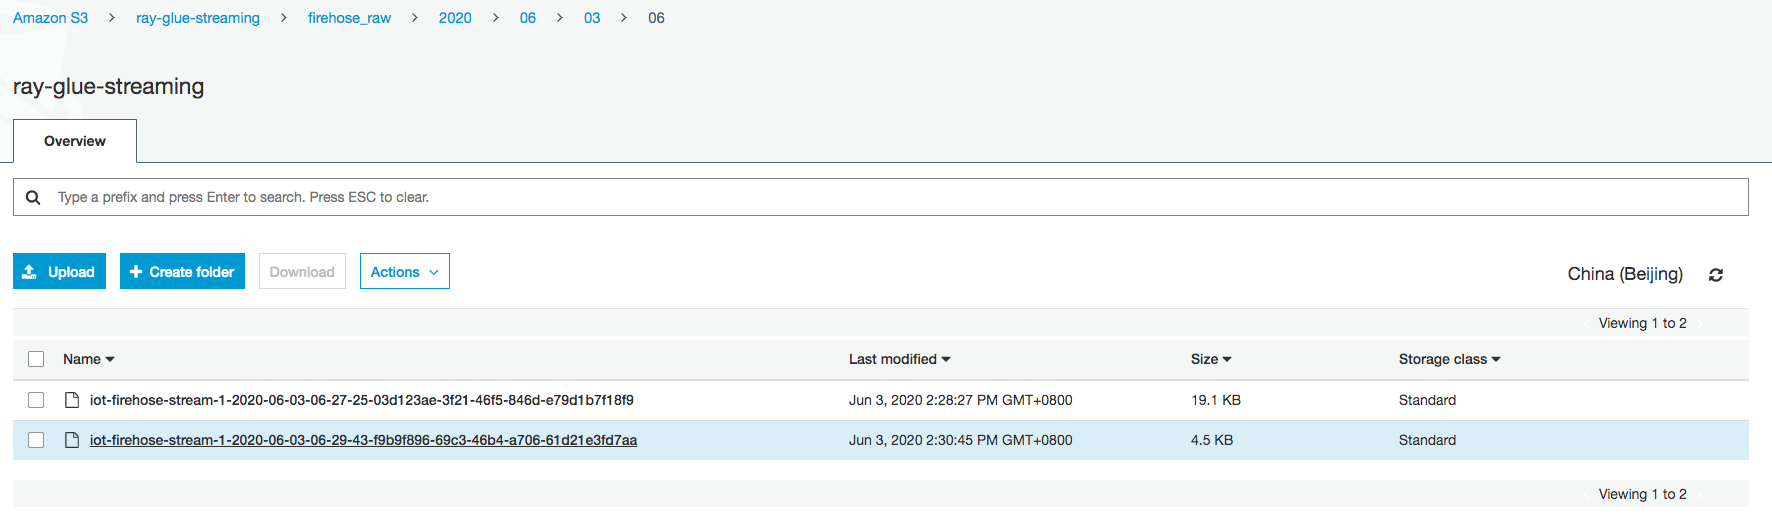 Amazon S3 > ray-glue-streaming > firehose_raw > 2020 > 06 > 03 > 06
ray-glue-streaming
Overview
Type a prefix and press Enter to search. Press ESC to clear.
Upload Create folder Download Actions China (Beijing)
Viewing 1 to 2
Name Last modified Size Storage class
iot-firehose-stream-1-2020-06-03-06-27-25-03d123ae-3f21-46f5-846d-e79d1b7f18f9 Jun 3, 2020 2:28:27 PM GMT+0800 19.1 KB Standard
iot-firehose-stream-1-2020-06-03-06-29-43-f9b9f896-69c3-46b4-a706-61d21e3fd7aa Jun 3, 2020 2:30:45 PM GMT+0800 4.5 KB Standard
Viewing 1 to 2